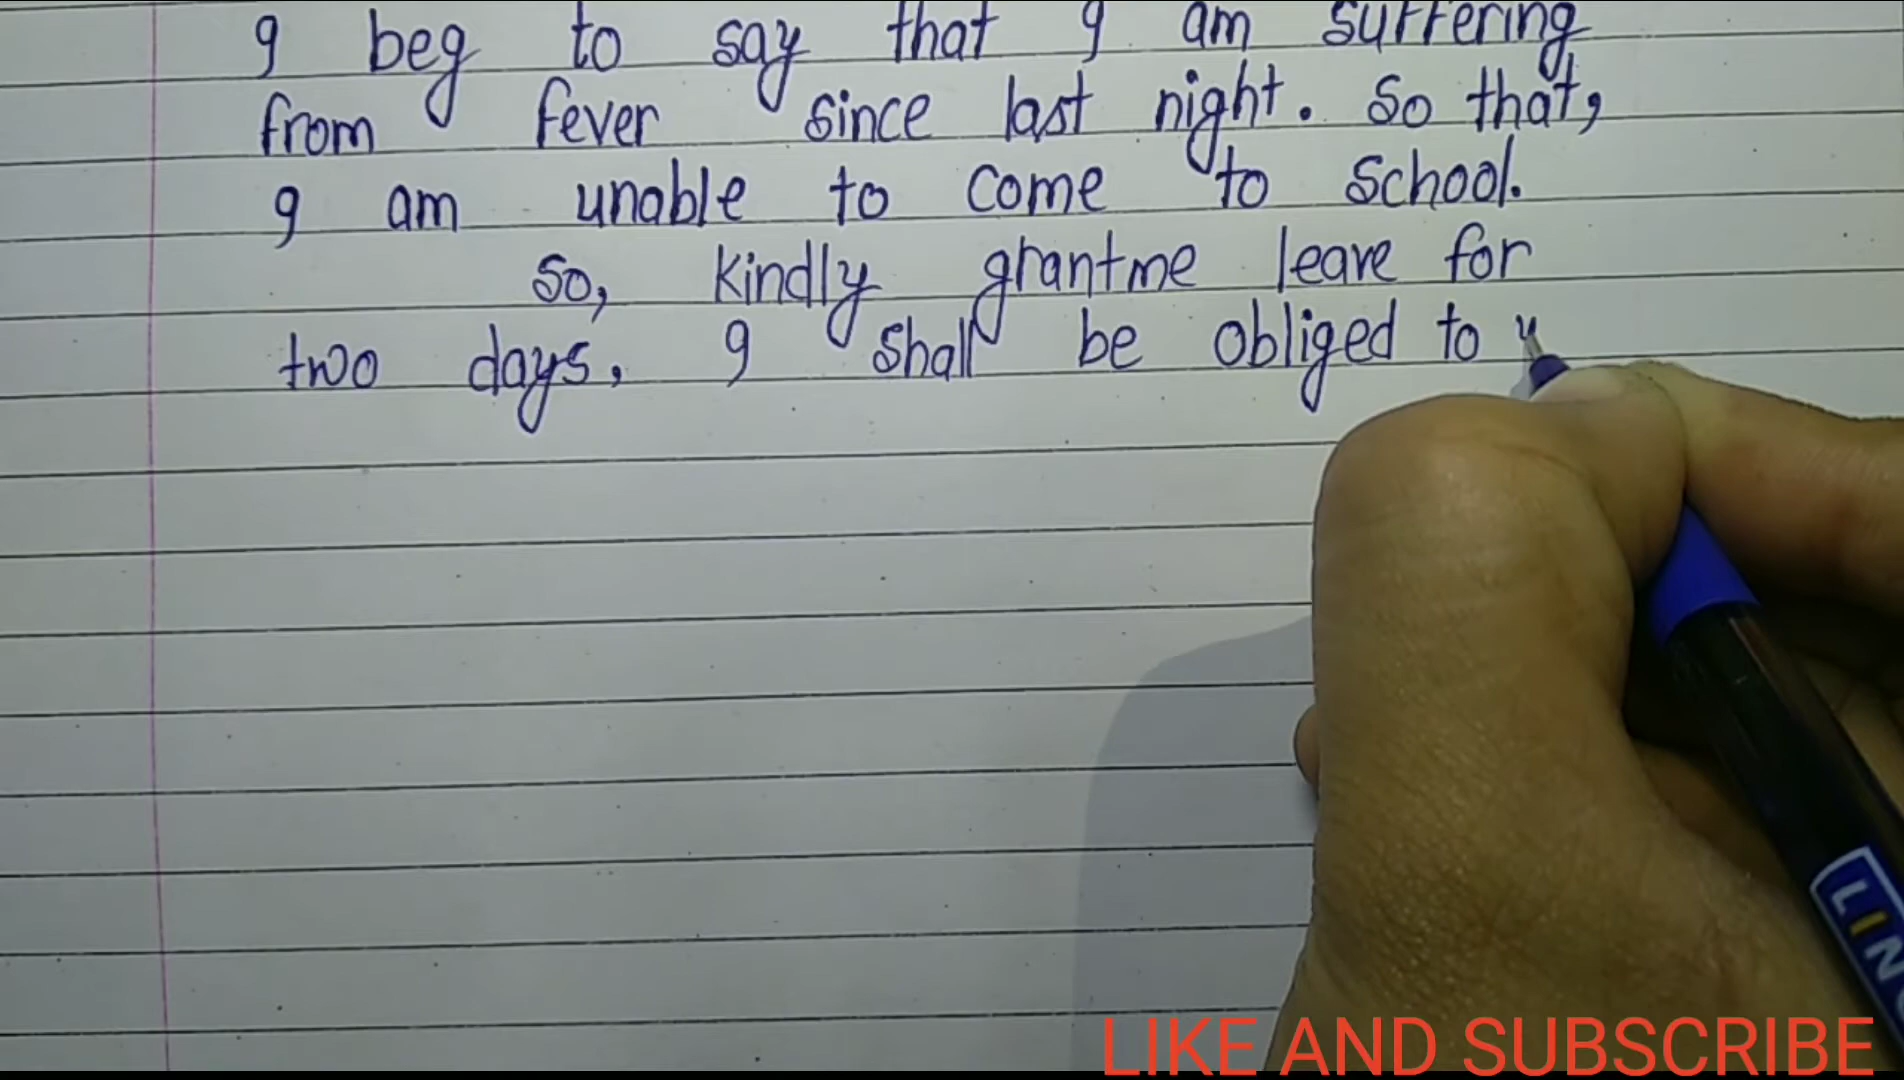 I beg to say that I am suffering
from fever since last night. So that,
I am unable to come to school.
So, kindly grantme leave for
two days, I shall be obliged to y
LINC
LIKE AND SUBSCRIBE